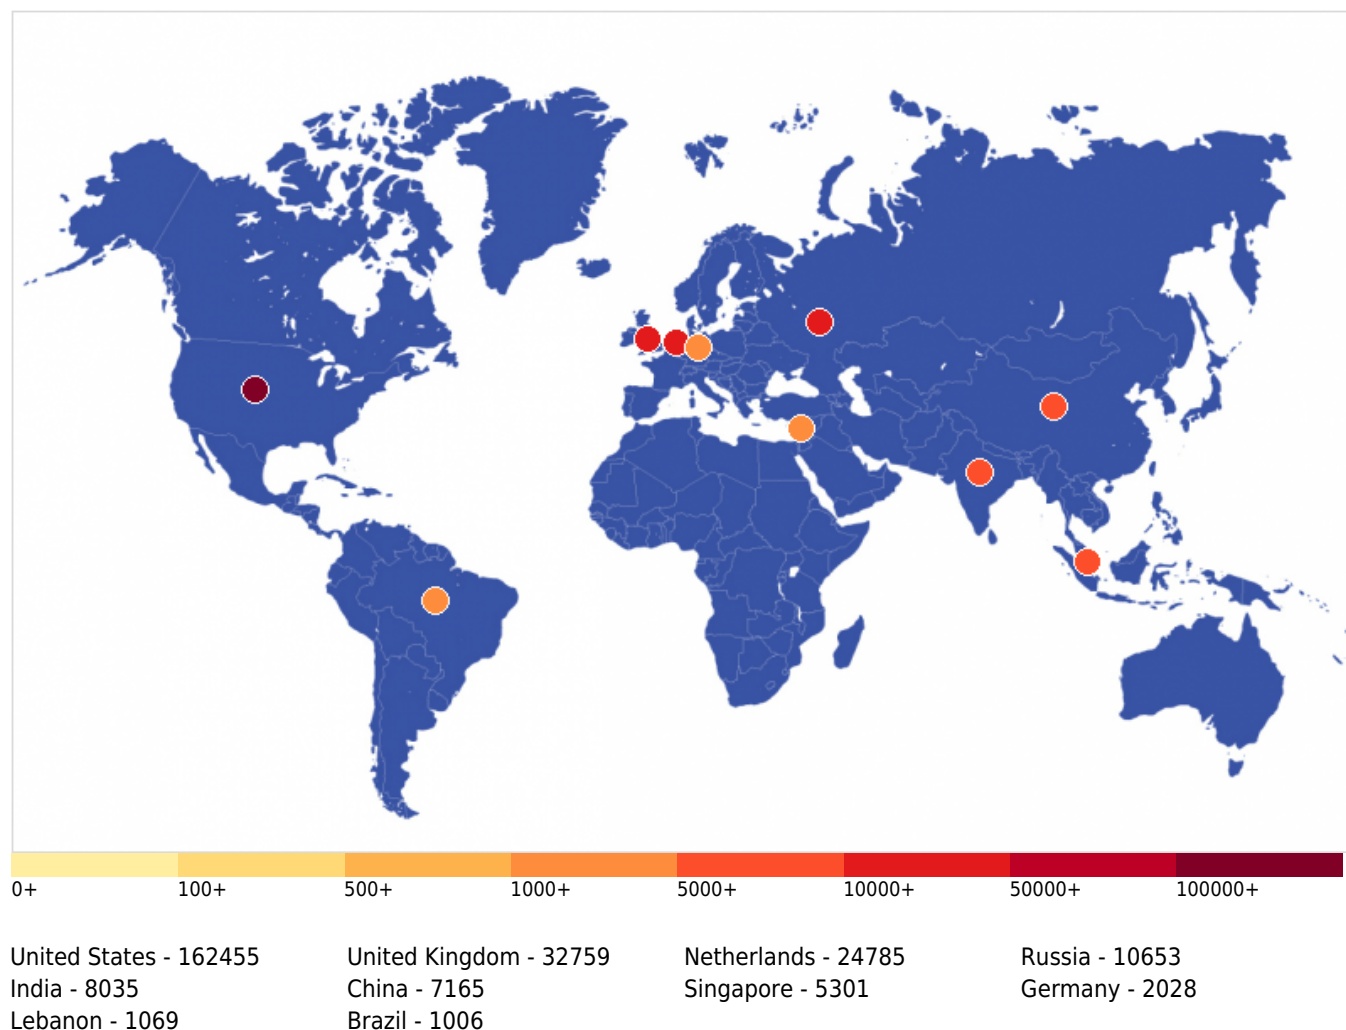 0+ 100+ 500+ 1000+ 5000+ 10000+ 50000+ 100000+
United States - 162455 United Kingdom - 32759 Netherlands - 24785 Russia - 10653
India - 8035 China - 7165 Singapore - 5301 Germany - 2028
Lebanon - 1069 Brazil - 1006